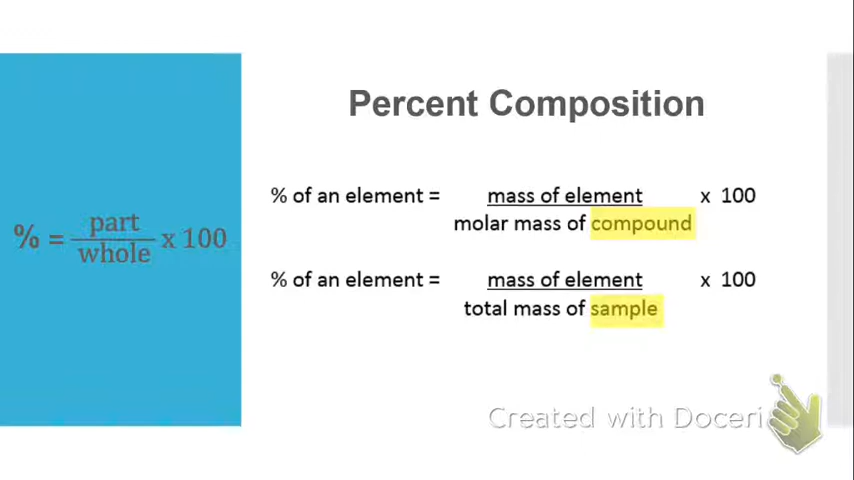 Percent Composition
% = part/whole x 100
% of an element = mass of element x 100
molar mass of compound
% of an element = mass of element x 100
total mass of sample
Created with Doceri